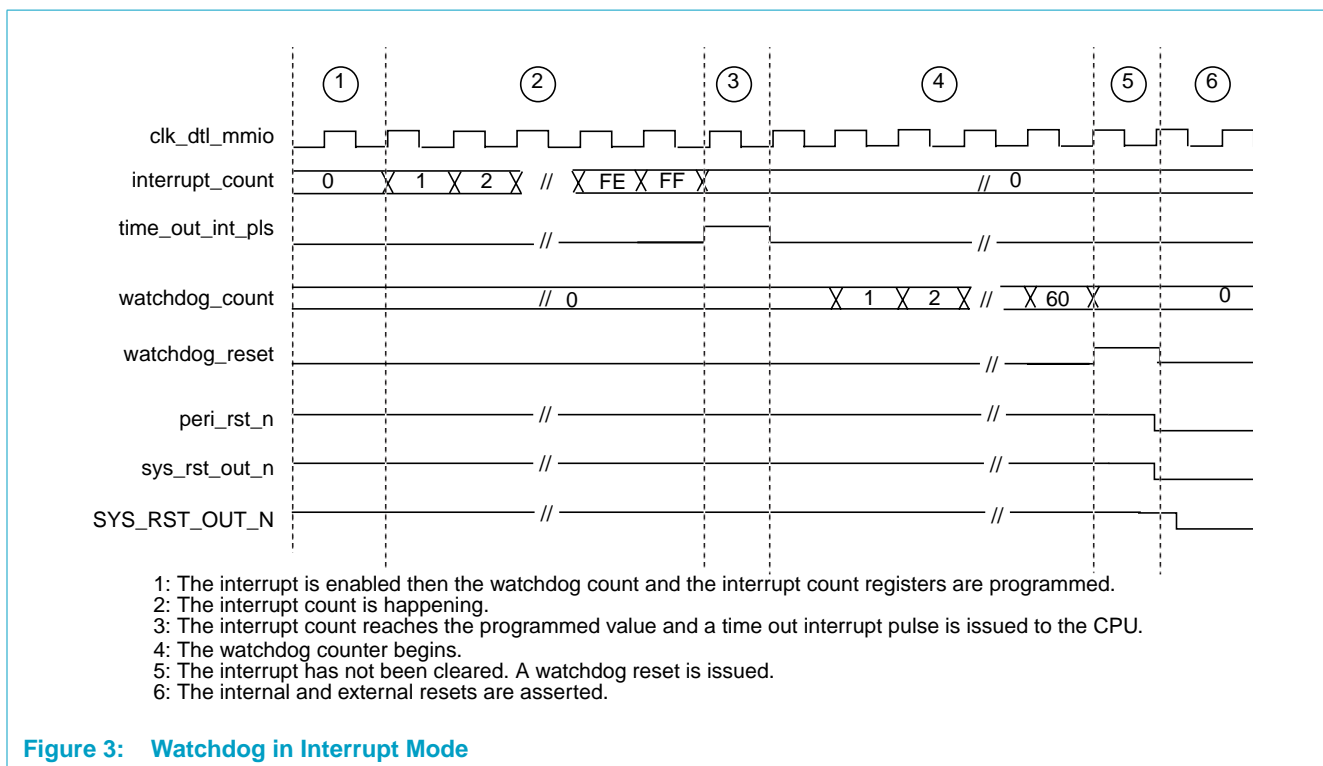 1 2 3 4 5 6
clk_dtl_mmio
interrupt_count 0 1 2 // FE FF // 0
time_out_int_pls // //
watchdog_count // 0 1 2 // 60 0
watchdog_reset //
peri_rst_n // //
sys_rst_out_n // //
SYS_RST_OUT_N // //
1: The interrupt is enabled then the watchdog count and the interrupt count registers are programmed.
2: The interrupt count is happening.
3: The interrupt count reaches the programmed value and a time out interrupt pulse is issued to the CPU.
4: The watchdog counter begins.
5: The interrupt has not been cleared. A watchdog reset is issued.
6: The internal and external resets are asserted.
Figure 3: Watchdog in Interrupt Mode